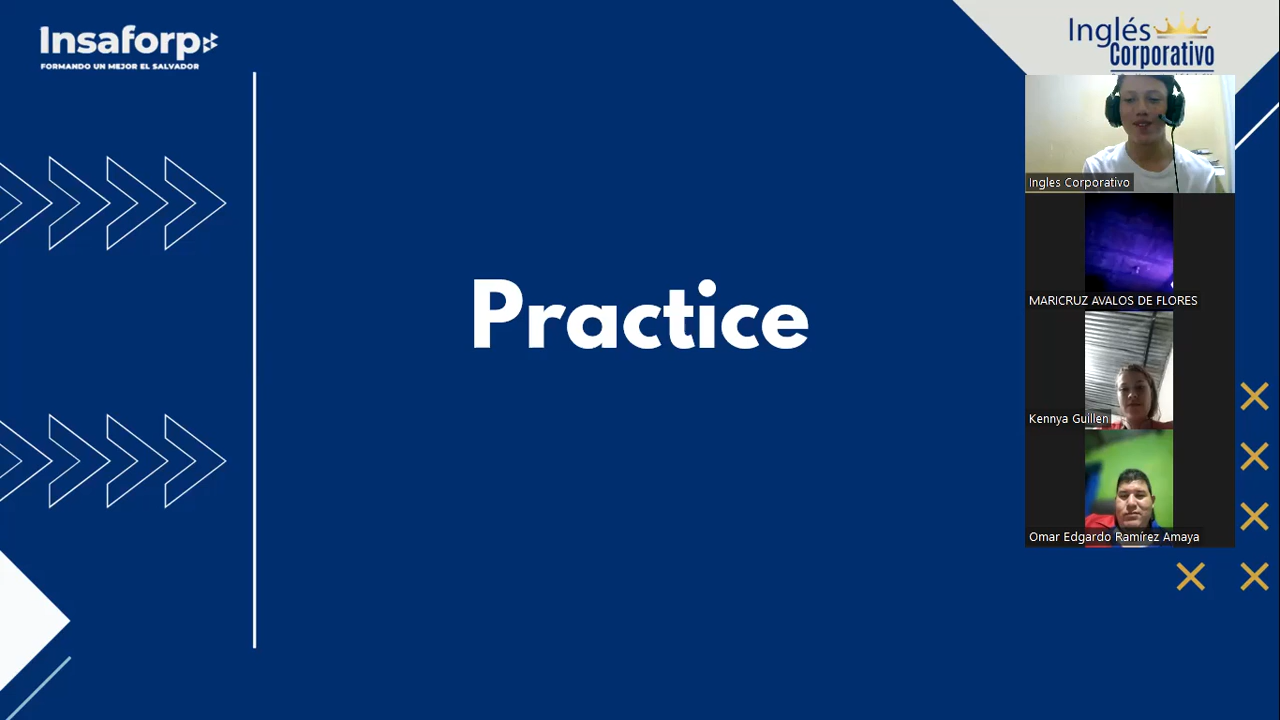 Insaforp
FORMANDO UN MEJOR EL SALVADOR
Inglés
Corporativo
Practice
Ingles Corporativo
MARICRUZ AVALOS DE FLORES
Kennya Guillen
Omar Edgardo Ramírez Amaya